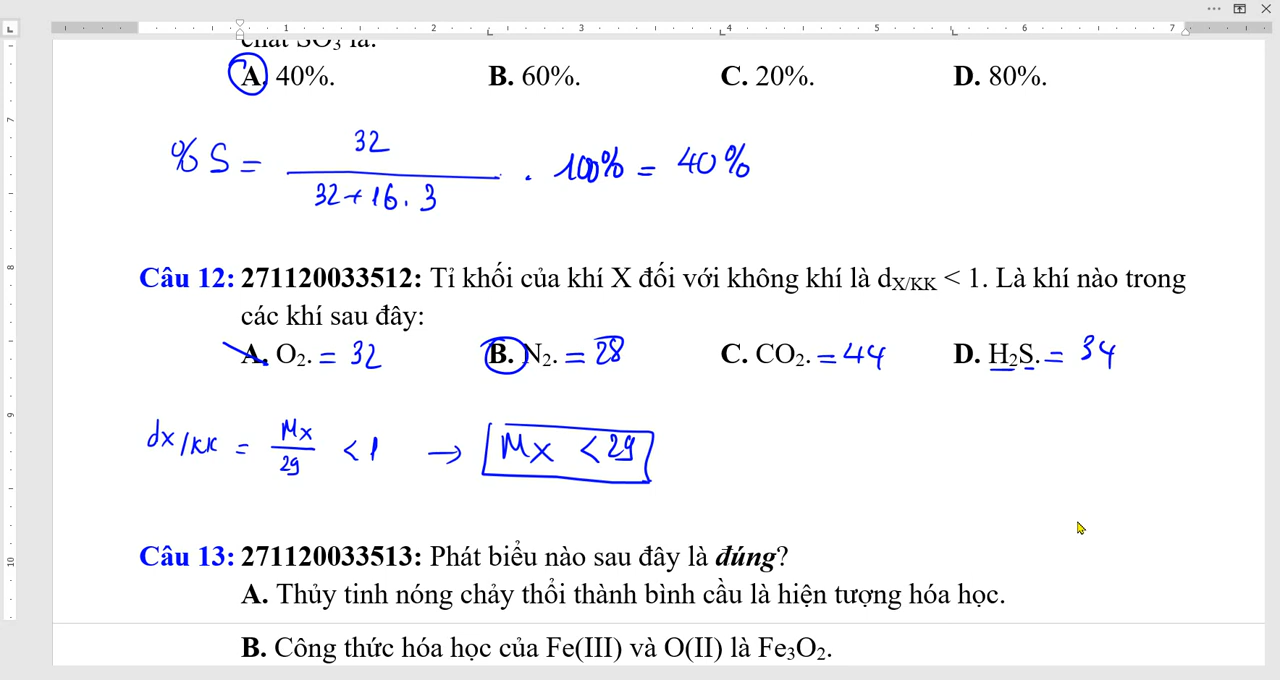 chất SO₃ là:
A. 40%. B. 60%. C. 20%. D. 80%.
% S = 32 / (32 + 16 . 3) . 100% = 40%
Câu 12: 271120033512: Tỉ khối của khí X đối với không khí là d_X/KK < 1. Là khí nào trong
các khí sau đây:
A. O₂. = 32 B. N₂. = 28 C. CO₂. = 44 D. H₂S. = 34
dx/KK = Mx / 29 < 1 → Mx < 29
Câu 13: 271120033513: Phát biểu nào sau đây là đúng?
A. Thủy tinh nóng chảy thổi thành bình cầu là hiện tượng hóa học.
B. Công thức hóa học của Fe(III) và O(II) là Fe₃O₂.